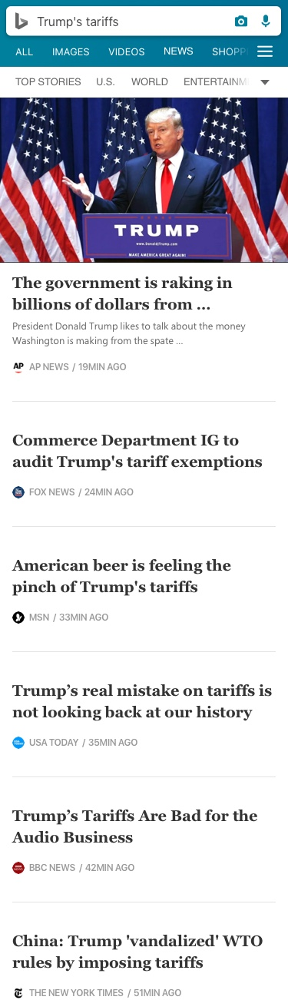 Trump's tariffs
ALL IMAGES VIDEOS NEWS SHOPPI
TOP STORIES U.S. WORLD ENTERTAINM
TRUMP
www.DonaldJTrump.com
MAKE AMERICA GREAT AGAIN!
The government is raking in
billions of dollars from ...
President Donald Trump likes to talk about the money
Washington is making from the spate ...
AP AP NEWS / 19MIN AGO
Commerce Department IG to
audit Trump's tariff exemptions
FOX NEWS / 24MIN AGO
American beer is feeling the
pinch of Trump's tariffs
MSN / 33MIN AGO
Trump’s real mistake on tariffs is
not looking back at our history
USA TODAY / 35MIN AGO
Trump’s Tariffs Are Bad for the
Audio Business
BBC NEWS / 42MIN AGO
China: Trump 'vandalized' WTO
rules by imposing tariffs
THE NEW YORK TIMES / 51MIN AGO